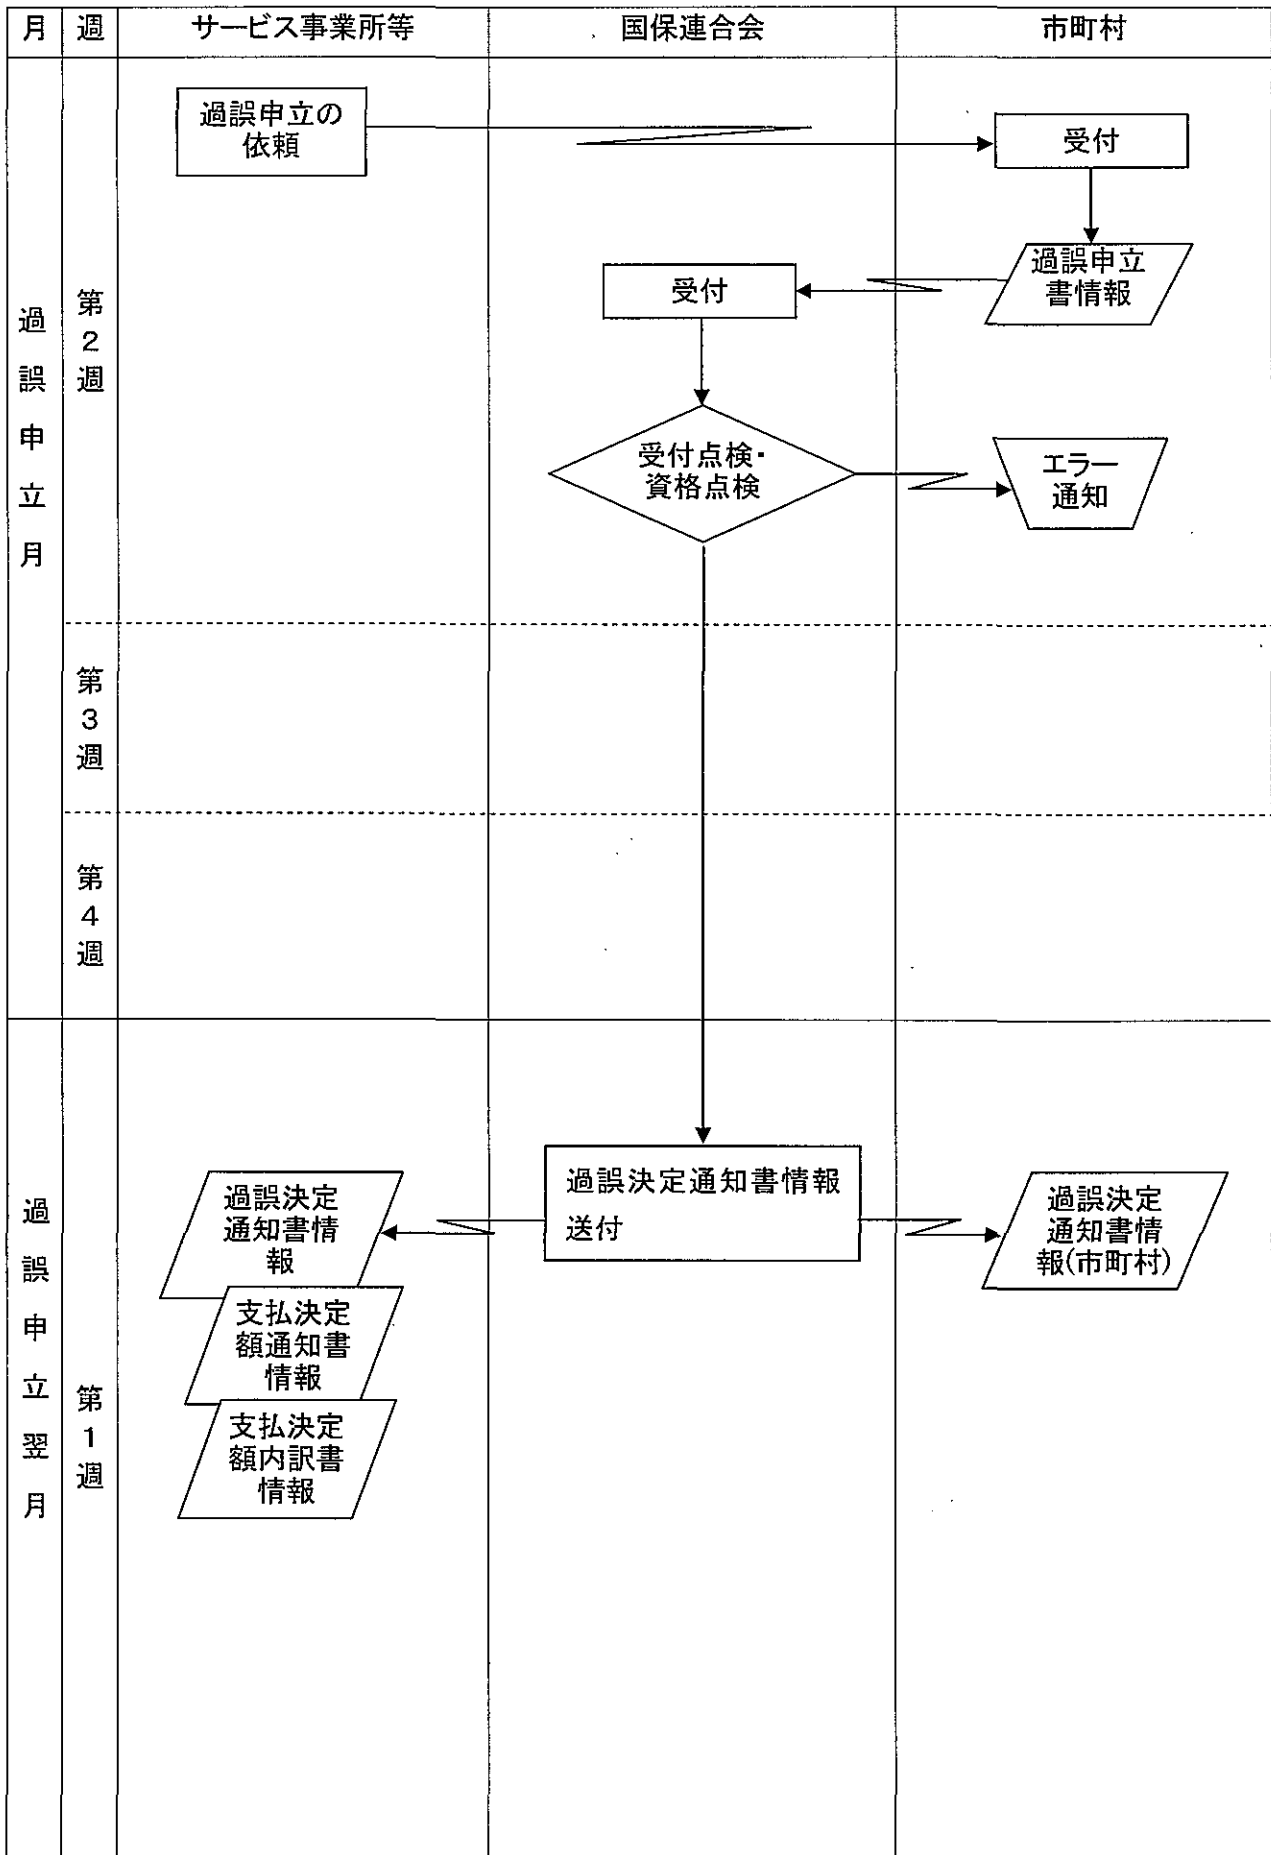 月
週
サービス事業所等
国保連合会
市町村
過誤申立月
第2週
過誤申立の
依頼
受付
過誤申立
書情報
受付
受付点検・
資格点検
エラー
通知
第3週
第4週
過誤申立翌月
第1週
過誤決定通知書情報
送付
過誤決定
通知書情
報
支払決定
額通知書
情報
支払決定
額内訳書
情報
過誤決定
通知書情
報(市町村)